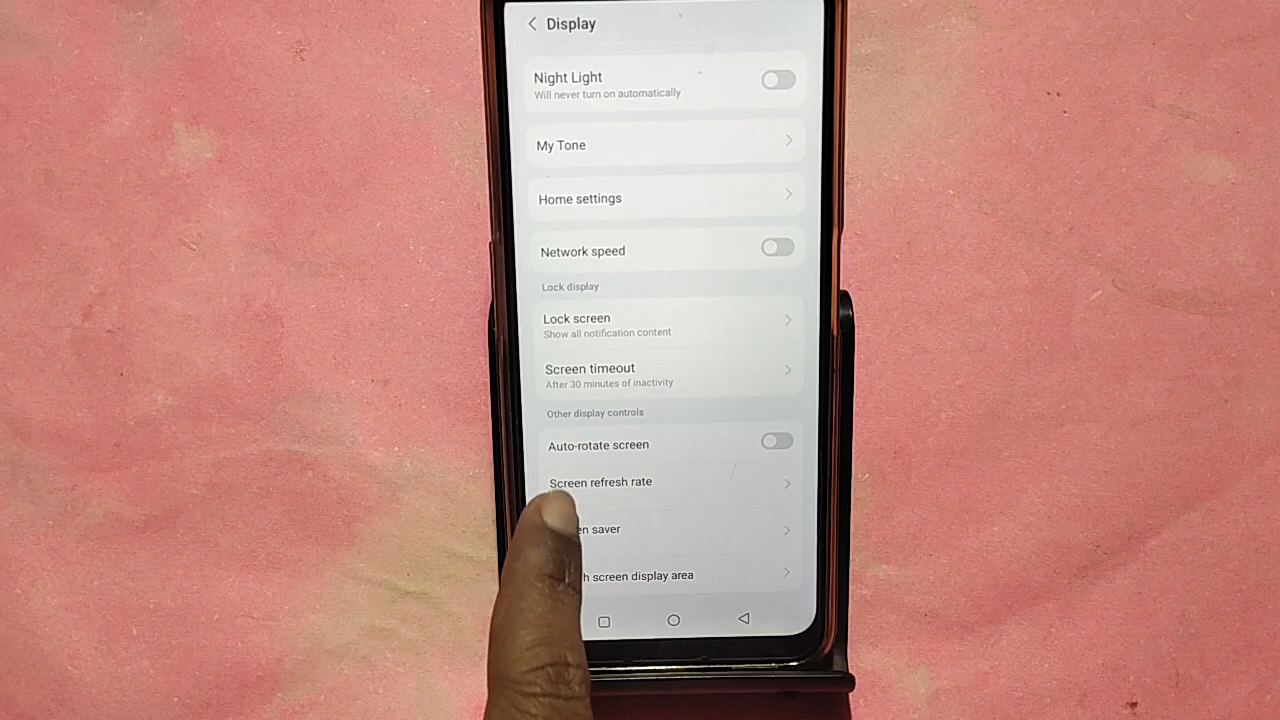 Display
Night Light
Will never turn on automatically
My Tone
Home settings
Network speed
Lock display
Lock screen
Show all notification content
Screen timeout
After 30 minutes of inactivity
Other display controls
Auto-rotate screen
Screen refresh rate
saver
screen display area